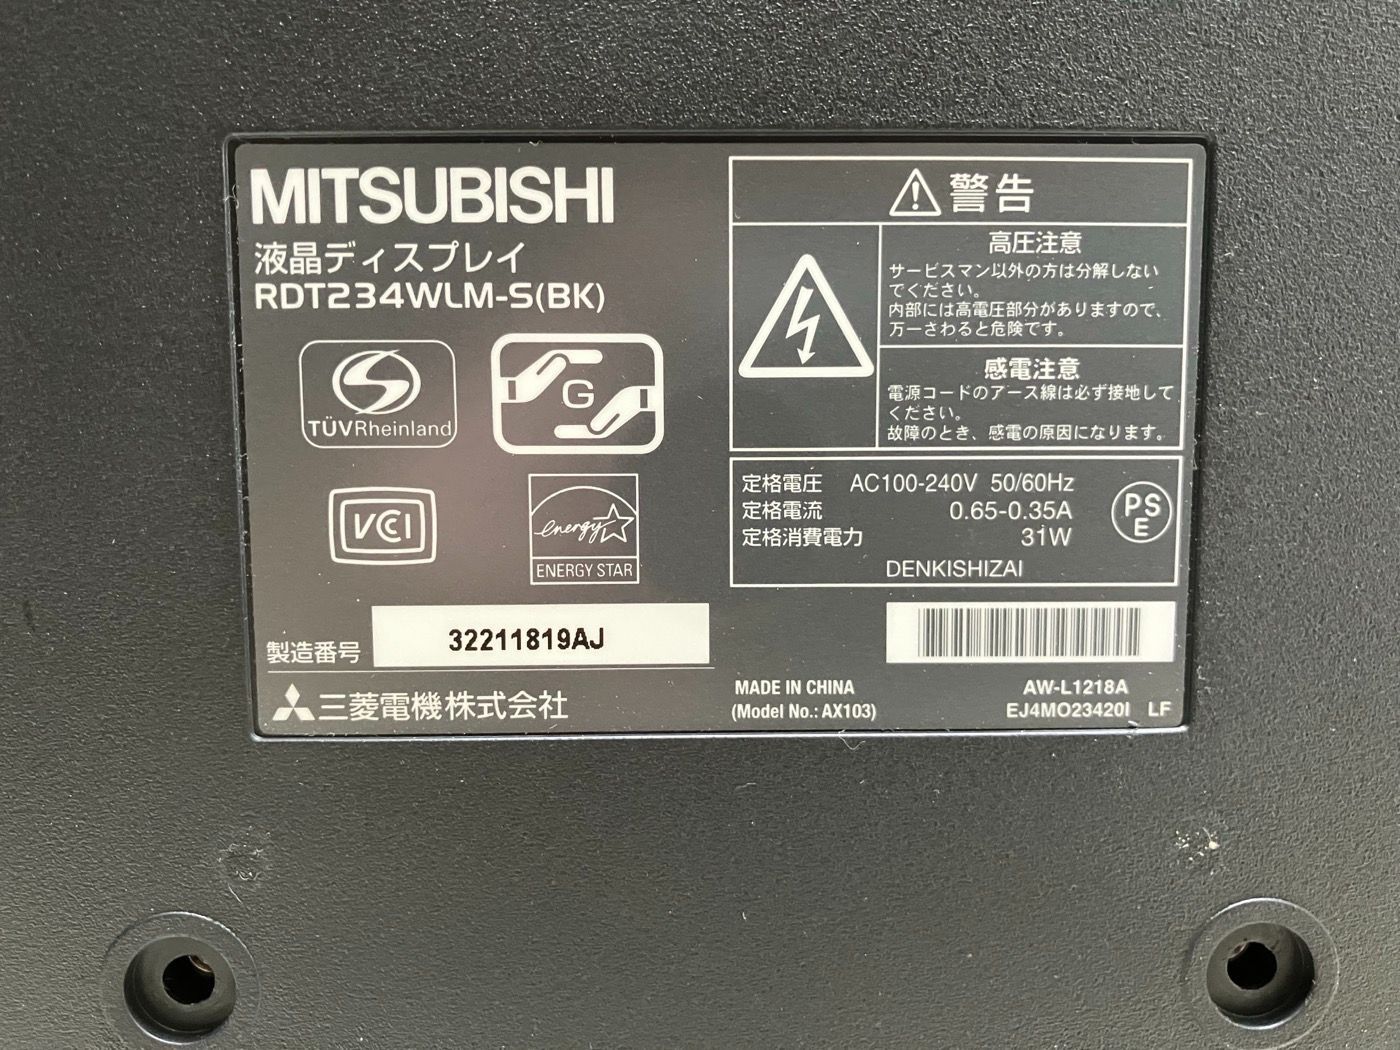 MITSUBISHI
液晶ディスプレイ
RDT234WLM-S(BK)
TÜVRheinland
G
VCI
energy
ENERGY STAR
製造番号
32211819AJ
三菱電機株式会社
警告
高圧注意
サービスマン以外の方は分解しない
でください。
内部には高電圧部分がありますので、
万一さわると危険です。
感電注意
電源コードのアース線は必ず接地して
ください。
故障のとき、感電の原因になります。
定格電圧 AC100-240V 50/60Hz
定格電流 0.65-0.35A
定格消費電力 31W
PS
E
DENKISHIZAI
MADE IN CHINA
(Model No.: AX103)
AW-L1218A
EJ4MO23420I LF